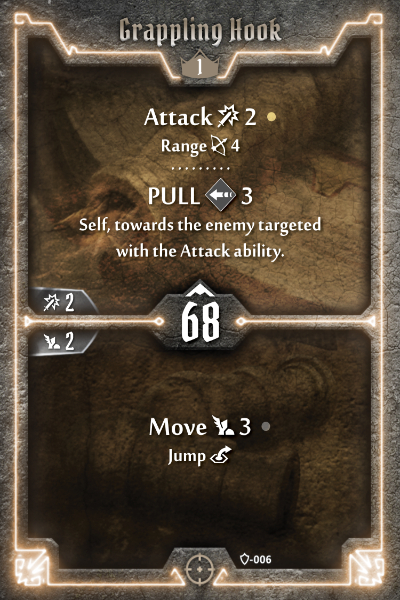 Grappling Hook
1
Attack 2
Range 4
PULL 3
Self, towards the enemy targeted
with the Attack ability.
2
68
2
Move 3
Jump
-006